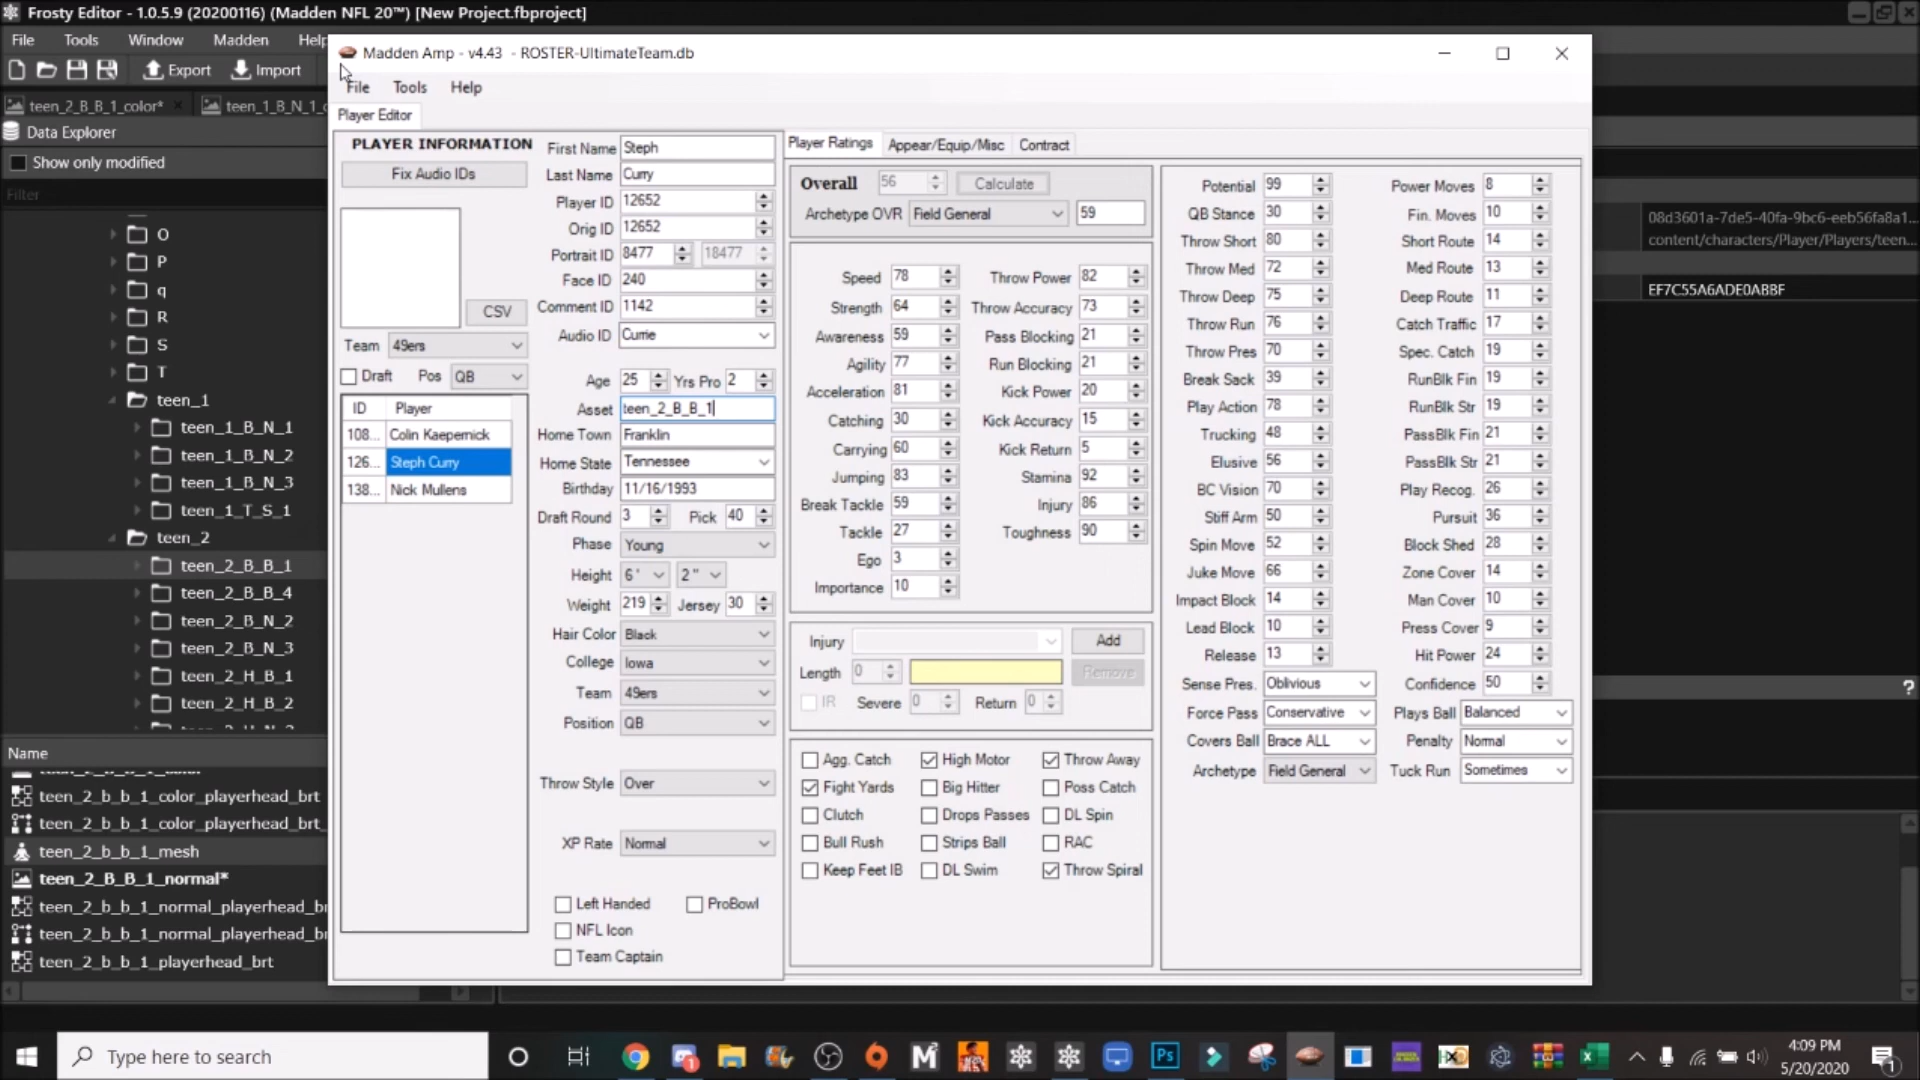 Frosty Editor - 1.0.5.9 (20200116) (Madden NFL 20™) [New Project.fbproject]
File Tools Window Madden Help
Export Import
teen_2_B_B_1_color* teen_1_B_N_1_c
Data Explorer
Show only modified
Filter
O
P
q
R
S
T
teen_1
teen_1_B_N_1
teen_1_B_N_2
teen_1_B_N_3
teen_1_T_S_1
teen_2
teen_2_B_B_1
teen_2_B_B_4
teen_2_B_N_2
teen_2_B_N_3
teen_2_H_B_1
teen_2_H_B_2
Name
teen_2_b_b_1_color_playerhead_brt
teen_2_b_b_1_color_playerhead_brt_
teen_2_b_b_1_mesh
teen_2_B_B_1_normal*
teen_2_b_b_1_normal_playerhead_br
teen_2_b_b_1_normal_playerhead_br
teen_2_b_b_1_playerhead_brt
Madden Amp - v4.43 - ROSTER-UltimateTeam.db
File Tools Help
Player Editor
PLAYER INFORMATION
Fix Audio IDs
CSV
Team 49ers
Draft Pos QB
ID Player
108... Colin Kaepernick
126... Steph Curry
138... Nick Mullens
First Name Steph
Last Name Curry
Player ID 12652
Orig ID 12652
Portrait ID 8477 18477
Face ID 240
Comment ID 1142
Audio ID Currie
Age 25 Yrs Pro 2
Asset teen_2_B_B_1
Home Town Franklin
Home State Tennessee
Birthday 11/16/1993
Draft Round 3 Pick 40
Phase Young
Height 6' 2"
Weight 219 Jersey 30
Hair Color Black
College Iowa
Team 49ers
Position QB
Throw Style Over
XP Rate Normal
Left Handed ProBowl
NFL Icon
Team Captain
Player Ratings Appear/Equip/Misc Contract
Overall 56 Calculate
Archetype OVR Field General 59
Speed 78 Throw Power 82
Strength 64 Throw Accuracy 73
Awareness 59 Pass Blocking 21
Agility 77 Run Blocking 21
Acceleration 81 Kick Power 20
Catching 30 Kick Accuracy 15
Carrying 60 Kick Return 5
Jumping 83 Stamina 92
Break Tackle 59 Injury 86
Tackle 27 Toughness 90
Ego 3
Importance 10
Injury Add
Length 0 Remove
IR Severe 0 Return 0
Agg. Catch High Motor Throw Away
Fight Yards Big Hitter Poss Catch
Clutch Drops Passes DL Spin
Bull Rush Strips Ball RAC
Keep Feet IB DL Swim Throw Spiral
Potential 99 Power Moves 8
QB Stance 30 Fin. Moves 10
Throw Short 80 Short Route 14
Throw Med 72 Med Route 13
Throw Deep 75 Deep Route 11
Throw Run 76 Catch Traffic 17
Throw Pres 70 Spec. Catch 19
Break Sack 39 RunBlk Fin 19
Play Action 78 RunBlk Str 19
Trucking 48 PassBlk Fin 21
Elusive 56 PassBlk Str 21
BC Vision 70 Play Recog. 26
Stiff Arm 50 Pursuit 36
Spin Move 52 Block Shed 28
Juke Move 66 Zone Cover 14
Impact Block 14 Man Cover 10
Lead Block 10 Press Cover 9
Release 13 Hit Power 24
Sense Pres. Oblivious Confidence 50
Force Pass Conservative Plays Ball Balanced
Covers Ball Brace ALL Penalty Normal
Archetype Field General Tuck Run Sometimes
08d3601a-7de5-40fa-9bc6-eeb56fa8a1...
content/characters/Player/Players/teen...
EF7C55A6ADE0ABBF
?
Type here to search
4:09 PM
5/20/2020